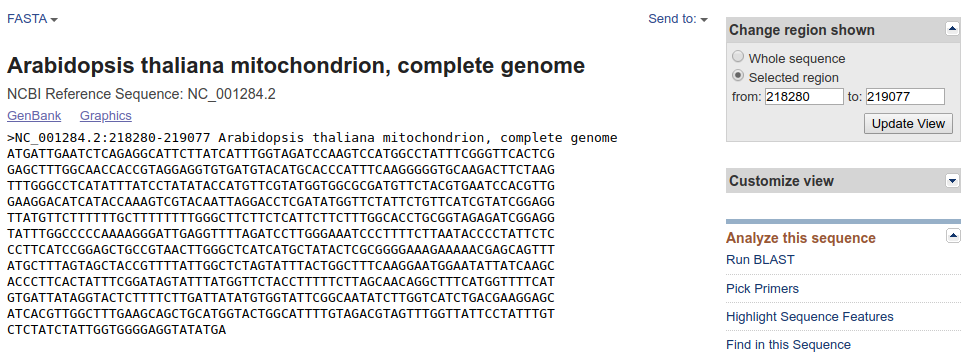 FASTA
Send to:
Arabidopsis thaliana mitochondrion, complete genome
NCBI Reference Sequence: NC_001284.2
GenBank Graphics
>NC_001284.2:218280-219077 Arabidopsis thaliana mitochondrion, complete genome
ATGATTGAATCTCAGAGGCATTCTTATCATTTGGTAGATCCAAGTCCATGGCCTATTTCGGGTTCACTCG
GAGCTTTGGCAACCACCGTAGGAGGTGTGATGTACATGCACCCATTTCAAGGGGGTGCAAGACTTCTAAG
TTTGGGCCTCATATTTATCCTATATACCATGTTCGTATGGTGGCGCGATGTTCTACGTGAATCCACGTTG
GAAGGACATCATACCAAAGTCGTACAATTAGGACCTCGATATGGTTCTATTCTGTTCATCGTATCGGAGG
TTATGTTCTTTTTTGCTTTTTTTTGGGCTTCTTCTCATTCTTCTTTGGCACCTGCGGTAGAGATCGGAGG
TATTTGGCCCCCAAAAGGGATTGAGGTTTTAGATCCTTGGGAAATCCCTTTTCTTAATACCCCTATTCTC
CCTTCATCCGGAGCTGCCGTAACTTGGGCTCATCATGCTATACTCGCGGGGAAAGAAAAACGAGCAGTTT
ATGCTTTAGTAGCTACCGTTTTATTGGCTCTAGTATTTACTGGCTTTCAAGGAATGGAATATTATCAAGC
ACCCTTCACTATTTCGGATAGTATTTATGGTTCTACCTTTTTCTTAGCAACAGGCTTTCATGGTTTTCAT
GTGATTATAGGTACTCTTTTCTTGATTATATGTGGTATTCGGCAATATCTTGGTCATCTGACGAAGGAGC
ATCACGTTGGCTTTGAAGCAGCTGCATGGTACTGGCATTTTGTAGACGTAGTTTGGTTATTCCTATTTGT
CTCTATCTATTGGTGGGGAGGTATATGA
Change region shown
Whole sequence
Selected region
from: 218280 to: 219077
Update View
Customize view
Analyze this sequence
Run BLAST
Pick Primers
Highlight Sequence Features
Find in this Sequence